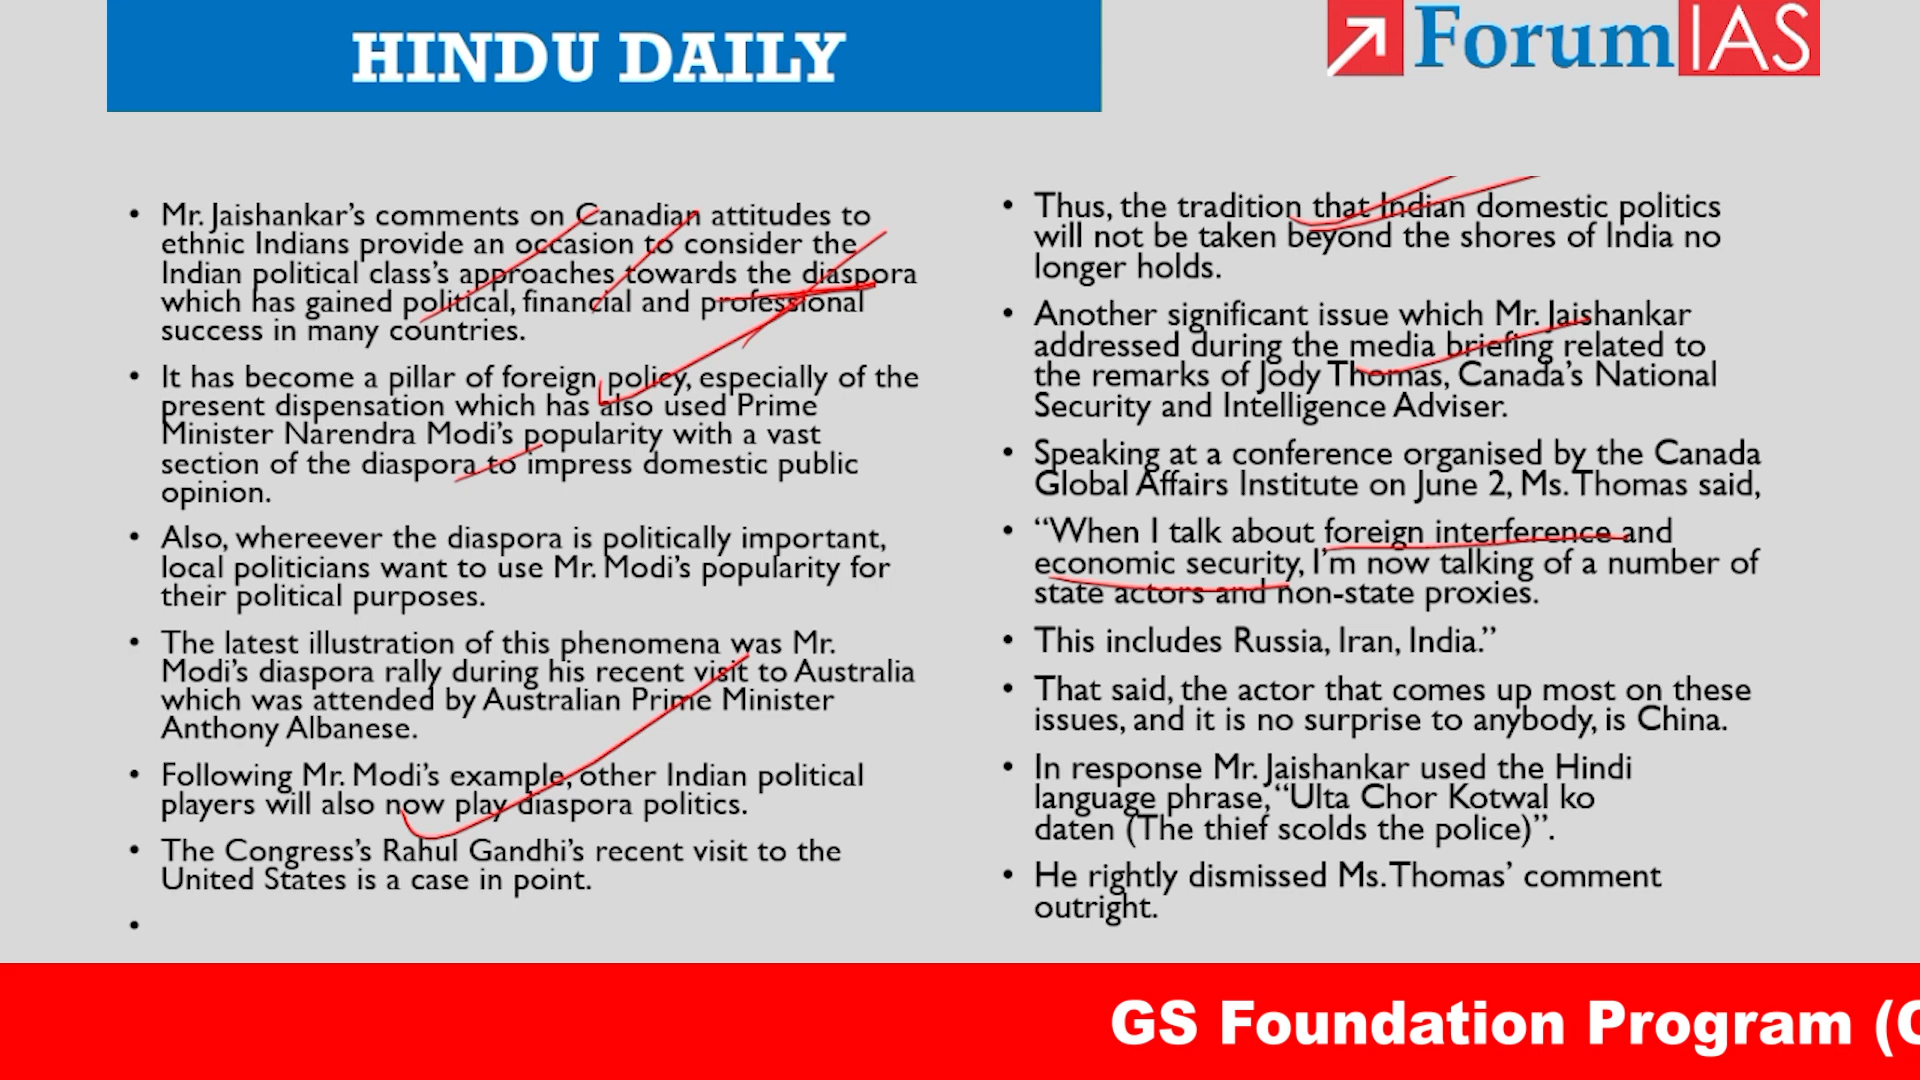 HINDU DAILY
Forum IAS
• Mr. Jaishankar’s comments on Canadian attitudes to
ethnic Indians provide an occasion to consider the
Indian political class’s approaches towards the diaspora
which has gained political, financial and professional
success in many countries.
• It has become a pillar of foreign policy, especially of the
present dispensation which has also used Prime
Minister Narendra Modi’s popularity with a vast
section of the diaspora to impress domestic public
opinion.
• Also, whereever the diaspora is politically important,
local politicians want to use Mr. Modi’s popularity for
their political purposes.
• The latest illustration of this phenomena was Mr.
Modi’s diaspora rally during his recent visit to Australia
which was attended by Australian Prime Minister
Anthony Albanese.
• Following Mr. Modi’s example, other Indian political
players will also now play diaspora politics.
• The Congress’s Rahul Gandhi’s recent visit to the
United States is a case in point.
•
• Thus, the tradition that Indian domestic politics
will not be taken beyond the shores of India no
longer holds.
• Another significant issue which Mr. Jaishankar
addressed during the media briefing related to
the remarks of Jody Thomas, Canada’s National
Security and Intelligence Adviser.
• Speaking at a conference organised by the Canada
Global Affairs Institute on June 2, Ms. Thomas said,
• “When I talk about foreign interference and
economic security, I’m now talking of a number of
state actors and non-state proxies.
• This includes Russia, Iran, India.”
• That said, the actor that comes up most on these
issues, and it is no surprise to anybody, is China.
• In response Mr. Jaishankar used the Hindi
language phrase, “Ulta Chor Kotwal ko
daten (The thief scolds the police)”.
• He rightly dismissed Ms. Thomas’ comment
outright.
GS Foundation Program (